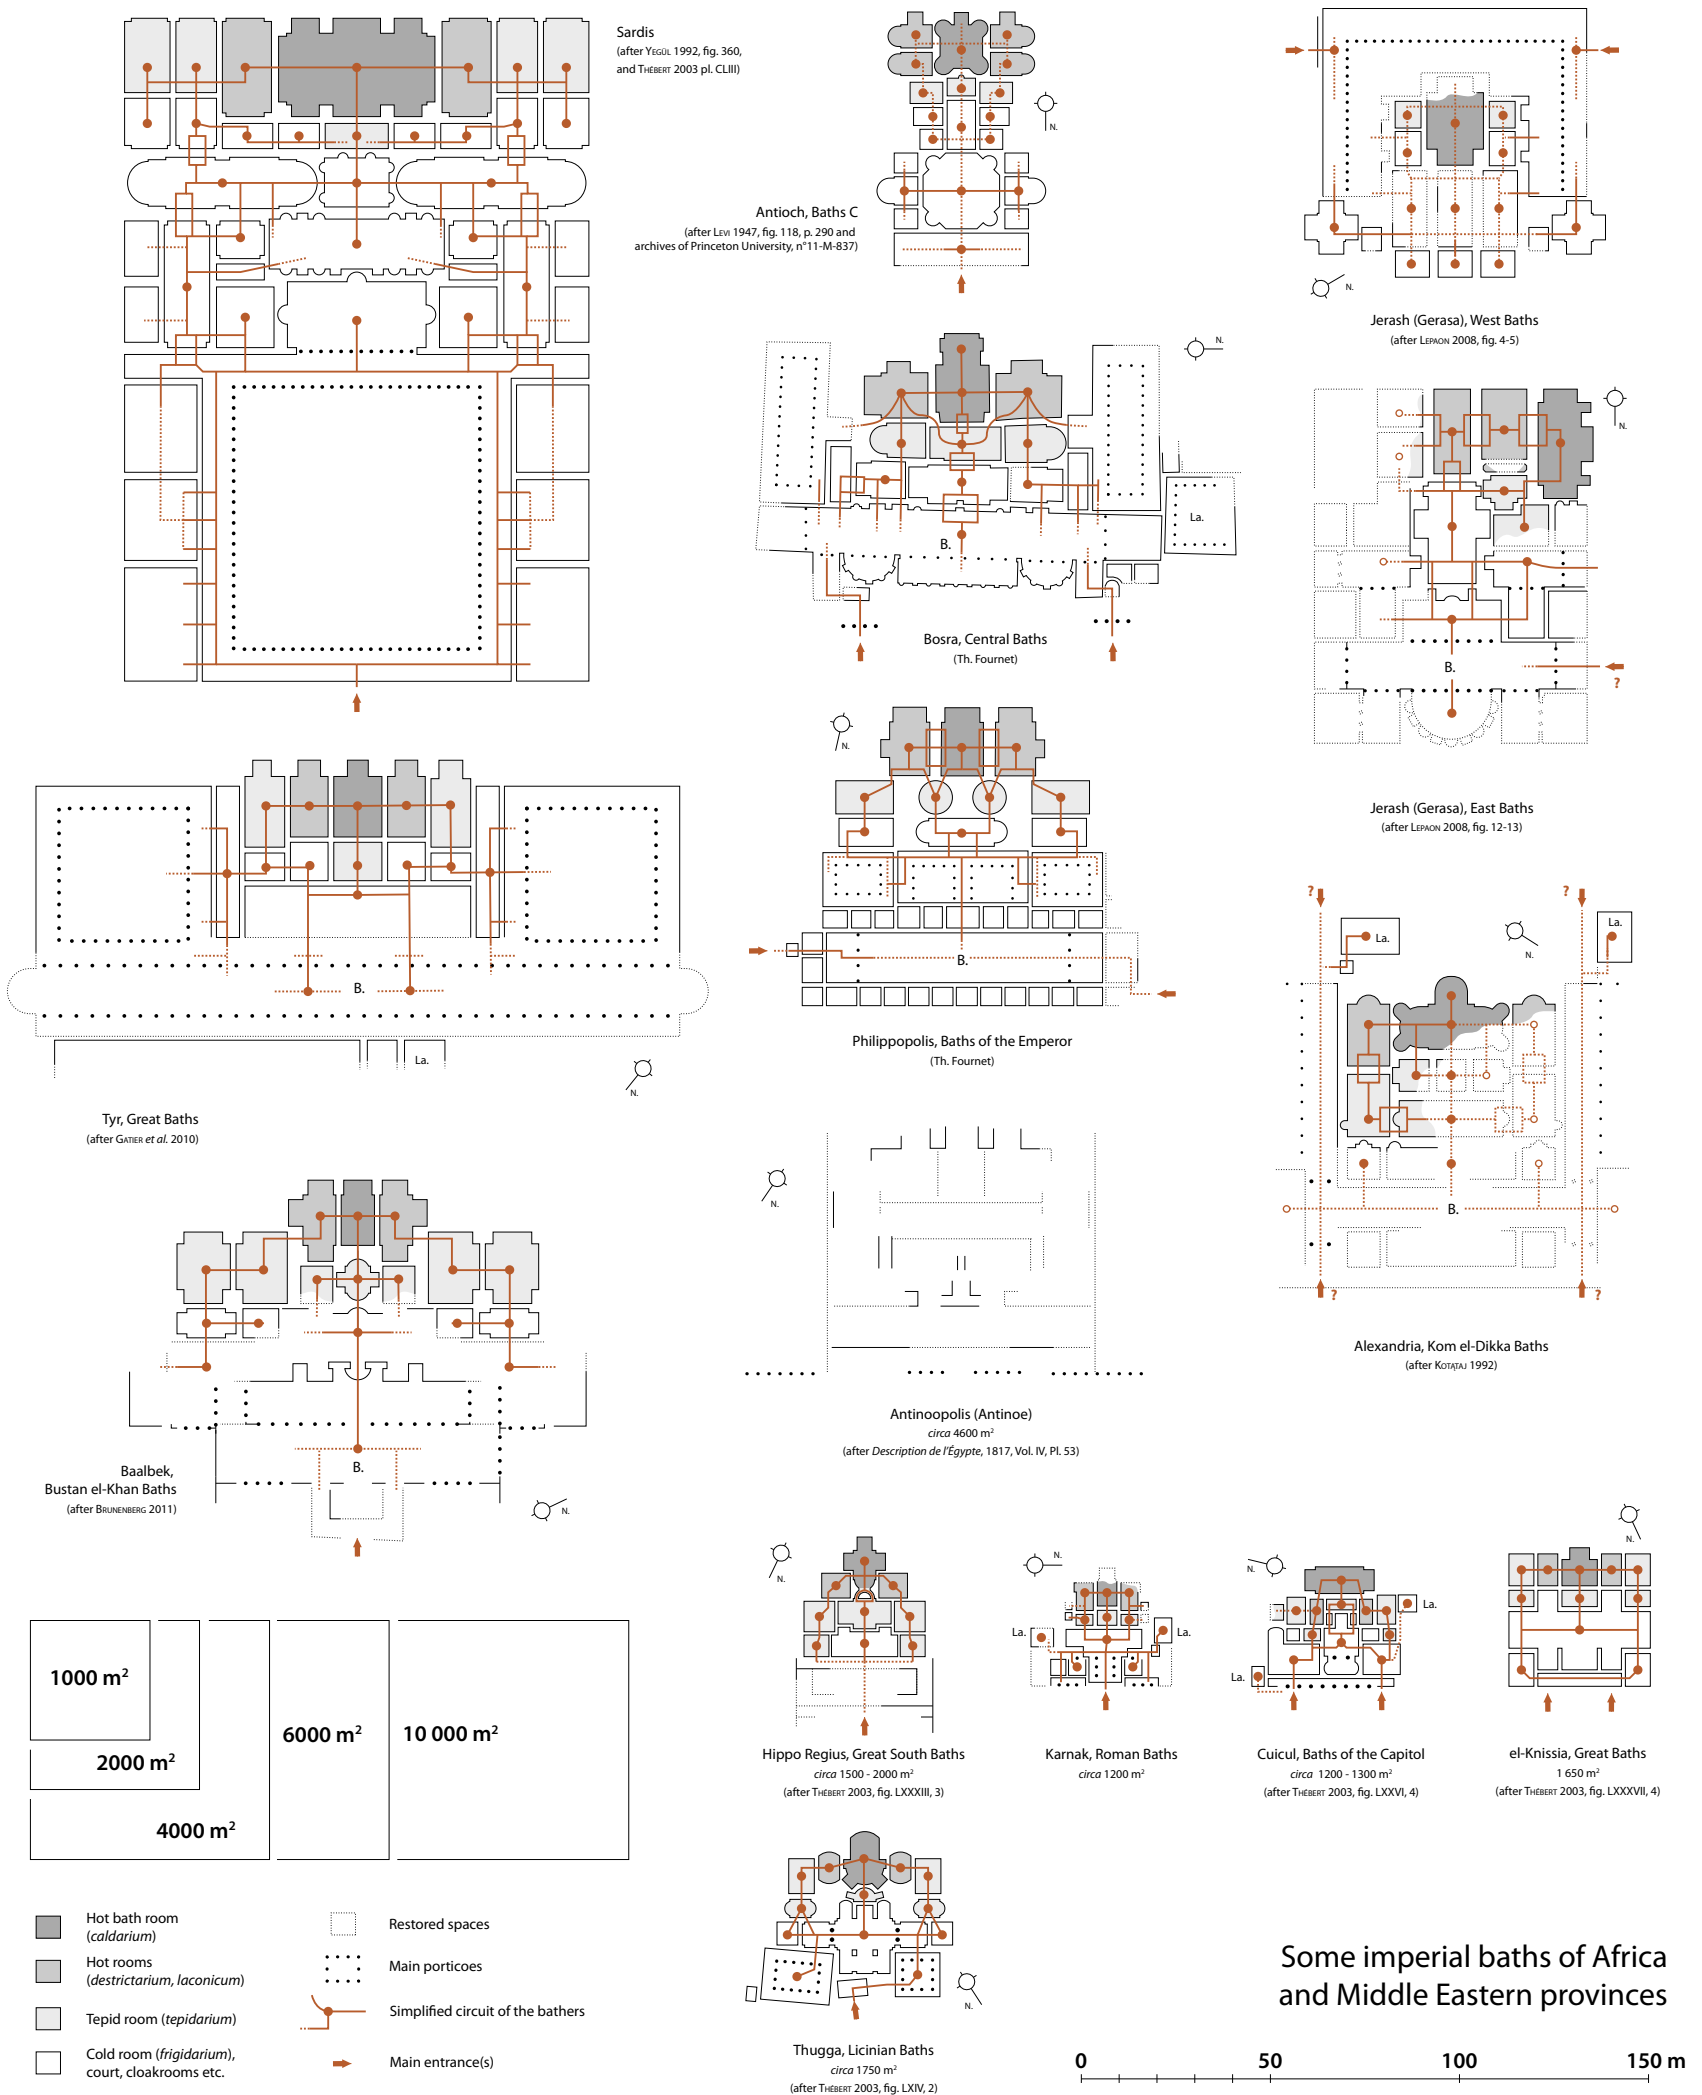 Sardis
(after YEGÜL 1992, fig. 360,
and THÉBERT 2003 pl. CLIII)
Antioch, Baths C
(after LEVI 1947, fig. 118, p. 290 and
archives of Princeton University, n°11-M-837)
N.
Jerash (Gerasa), West Baths
(after LEPAON 2008, fig. 4-5)
N.
Bosra, Central Baths
(Th. Fournet)
N.
La.
B.
Jerash (Gerasa), East Baths
(after LEPAON 2008, fig. 12-13)
N.
B.
?
Tyr, Great Baths
(after GATIER et al. 2010)
B.
La.
N.
Philippopolis, Baths of the Emperor
(Th. Fournet)
N.
B.
Alexandria, Kom el-Dikka Baths
(after KOŁĄTAJ 1992)
?
?
La.
La.
N.
B.
?
?
Baalbek,
Bustan el-Khan Baths
(after BRUNENBERG 2011)
B.
N.
Antinoopolis (Antinoe)
circa 4600 m²
(after Description de l'Égypte, 1817, Vol. IV, Pl. 53)
N.
Hippo Regius, Great South Baths
circa 1500 - 2000 m²
(after THÉBERT 2003, fig. LXXXIII, 3)
N.
Karnak, Roman Baths
circa 1200 m²
N.
La.
La.
Cuicul, Baths of the Capitol
circa 1200 - 1300 m²
(after THÉBERT 2003, fig. LXXVI, 4)
N.
La.
La.
el-Knissia, Great Baths
1 650 m²
(after THÉBERT 2003, fig. LXXXVII, 4)
N.
Thugga, Licinian Baths
circa 1750 m²
(after THÉBERT 2003, fig. LXIV, 2)
N.
1000 m²
2000 m²
4000 m²
6000 m²
10 000 m²
Hot bath room
(caldarium)
Hot rooms
(destrictarium, laconicum)
Tepid room (tepidarium)
Cold room (frigidarium),
court, cloakrooms etc.
Restored spaces
Main porticoes
Simplified circuit of the bathers
Main entrance(s)
Some imperial baths of Africa
and Middle Eastern provinces
0 50 100 150 m